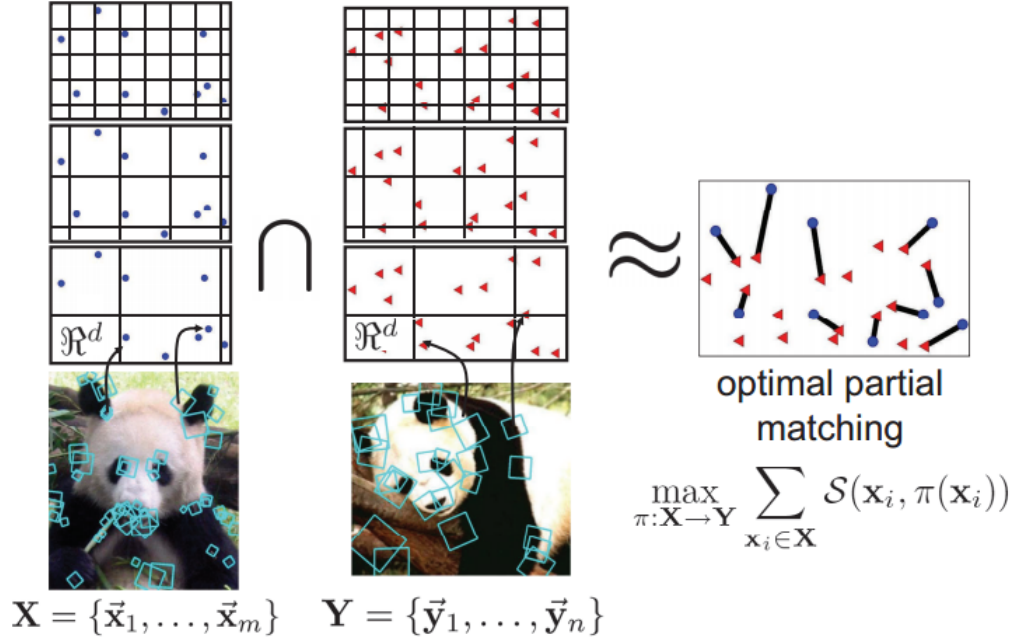 ℜ^d
ℜ^d
∩
≈
optimal partial
matching
max_{π:X→Y} ∑_{x_i∈X} S(x_i, π(x_i))
X = {x⃗_1, . . . , x⃗_m}
Y = {y⃗_1, . . . , y⃗_n}